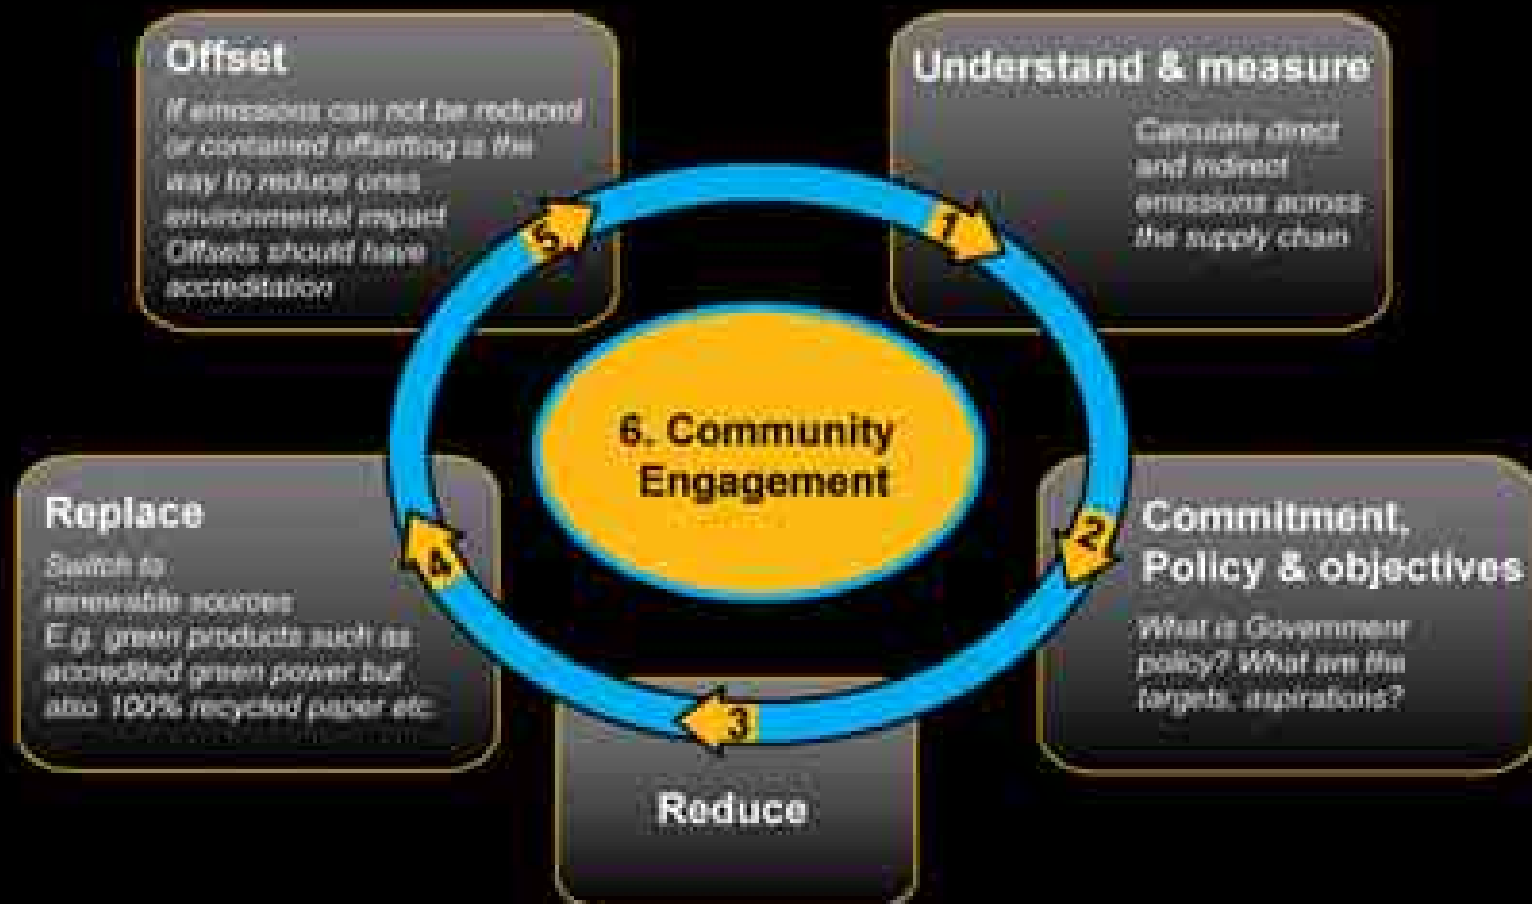 Offset
If emissions can not be reduced
or contained offsetting is the
way to reduce ones
environmental impact
Offsets should have
accreditation
Understand & measure
Calculate direct
and indirect
emissions across
the supply chain
5
1
6. Community
Engagement
2
Commitment,
Policy & objectives
What is Government
policy? What are the
targets, aspirations?
Replace
Switch to
renewable sources
E.g. green products such as
accredited green power but
also 100% recycled paper etc
4
3
Reduce